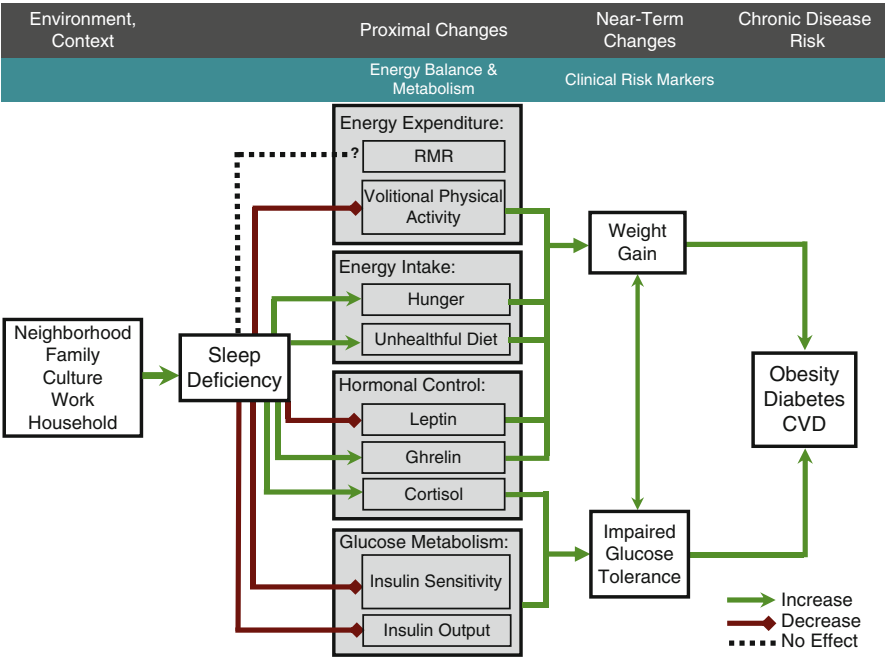 Environment,
Context
Proximal Changes
Near-Term
Changes
Chronic Disease
Risk
Energy Balance &
Metabolism
Clinical Risk Markers
Energy Expenditure:
?
RMR
Volitional Physical
Activity
Energy Intake:
Hunger
Unhealthful Diet
Hormonal Control:
Leptin
Ghrelin
Cortisol
Glucose Metabolism:
Insulin Sensitivity
Insulin Output
Neighborhood
Family
Culture
Work
Household
Sleep
Deficiency
Weight
Gain
Impaired
Glucose
Tolerance
Obesity
Diabetes
CVD
Increase
Decrease
No Effect